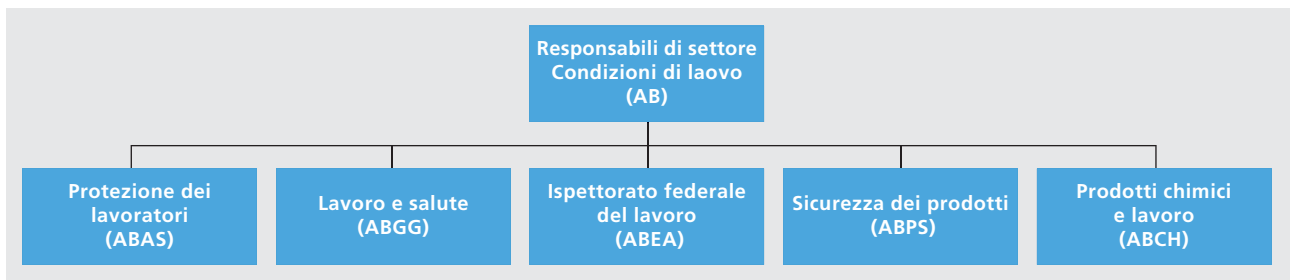 Responsabili di settore
Condizioni di laovo
(AB)
Protezione dei
lavoratori
(ABAS)
Lavoro e salute
(ABGG)
Ispettorato federale
del lavoro
(ABEA)
Sicurezza dei prodotti
(ABPS)
Prodotti chimici
e lavoro
(ABCH)